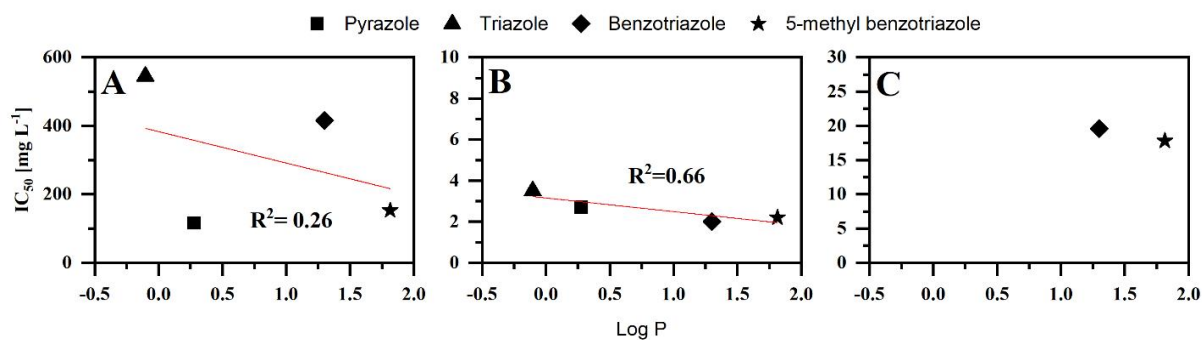 Pyrazole Triazole Benzotriazole 5-methyl benzotriazole
A
B
C
IC50 [mg L-1]
600
400
200
0
R2= 0.26
-0.5 0.0 0.5 1.0 1.5 2.0
10
8
6
4
2
0
R2=0.66
-0.5 0.0 0.5 1.0 1.5 2.0
30
25
20
15
10
5
0
-0.5 0.0 0.5 1.0 1.5 2.0
Log P